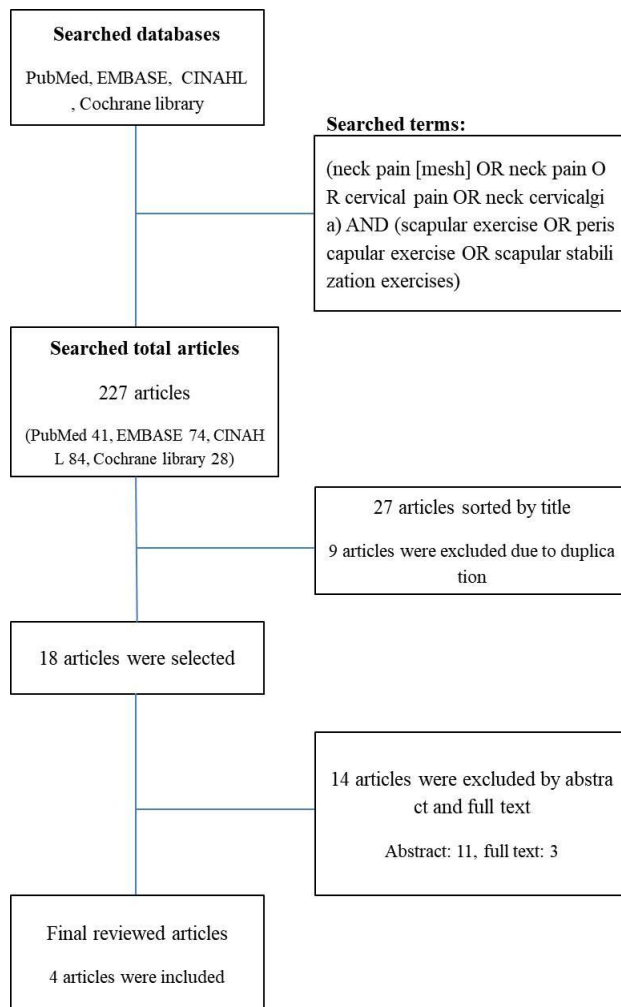 Searched databases
PubMed, EMBASE, CINAHL
, Cochrane library
Searched terms:
(neck pain [mesh] OR neck pain O
R cervical pain OR neck cervicalgi
a) AND (scapular exercise OR peris
capular exercise OR scapular stabili
zation exercises)
Searched total articles
227 articles
(PubMed 41, EMBASE 74, CINAH
L 84, Cochrane library 28)
27 articles sorted by title
9 articles were excluded due to duplica
tion
18 articles were selected
14 articles were excluded by abstra
ct and full text
Abstract: 11, full text: 3
Final reviewed articles
4 articles were included